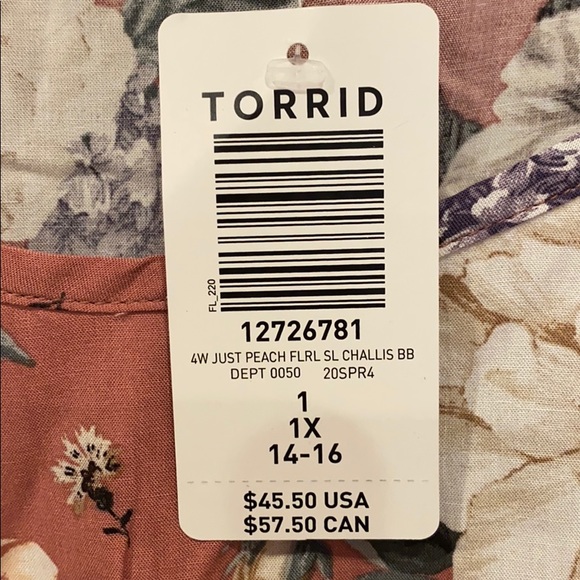 TORRID
FL_220
12726781
4W JUST PEACH FLRL SL CHALLIS BB
DEPT 0050 20SPR4
1
1X
14-16
$45.50 USA
$57.50 CAN